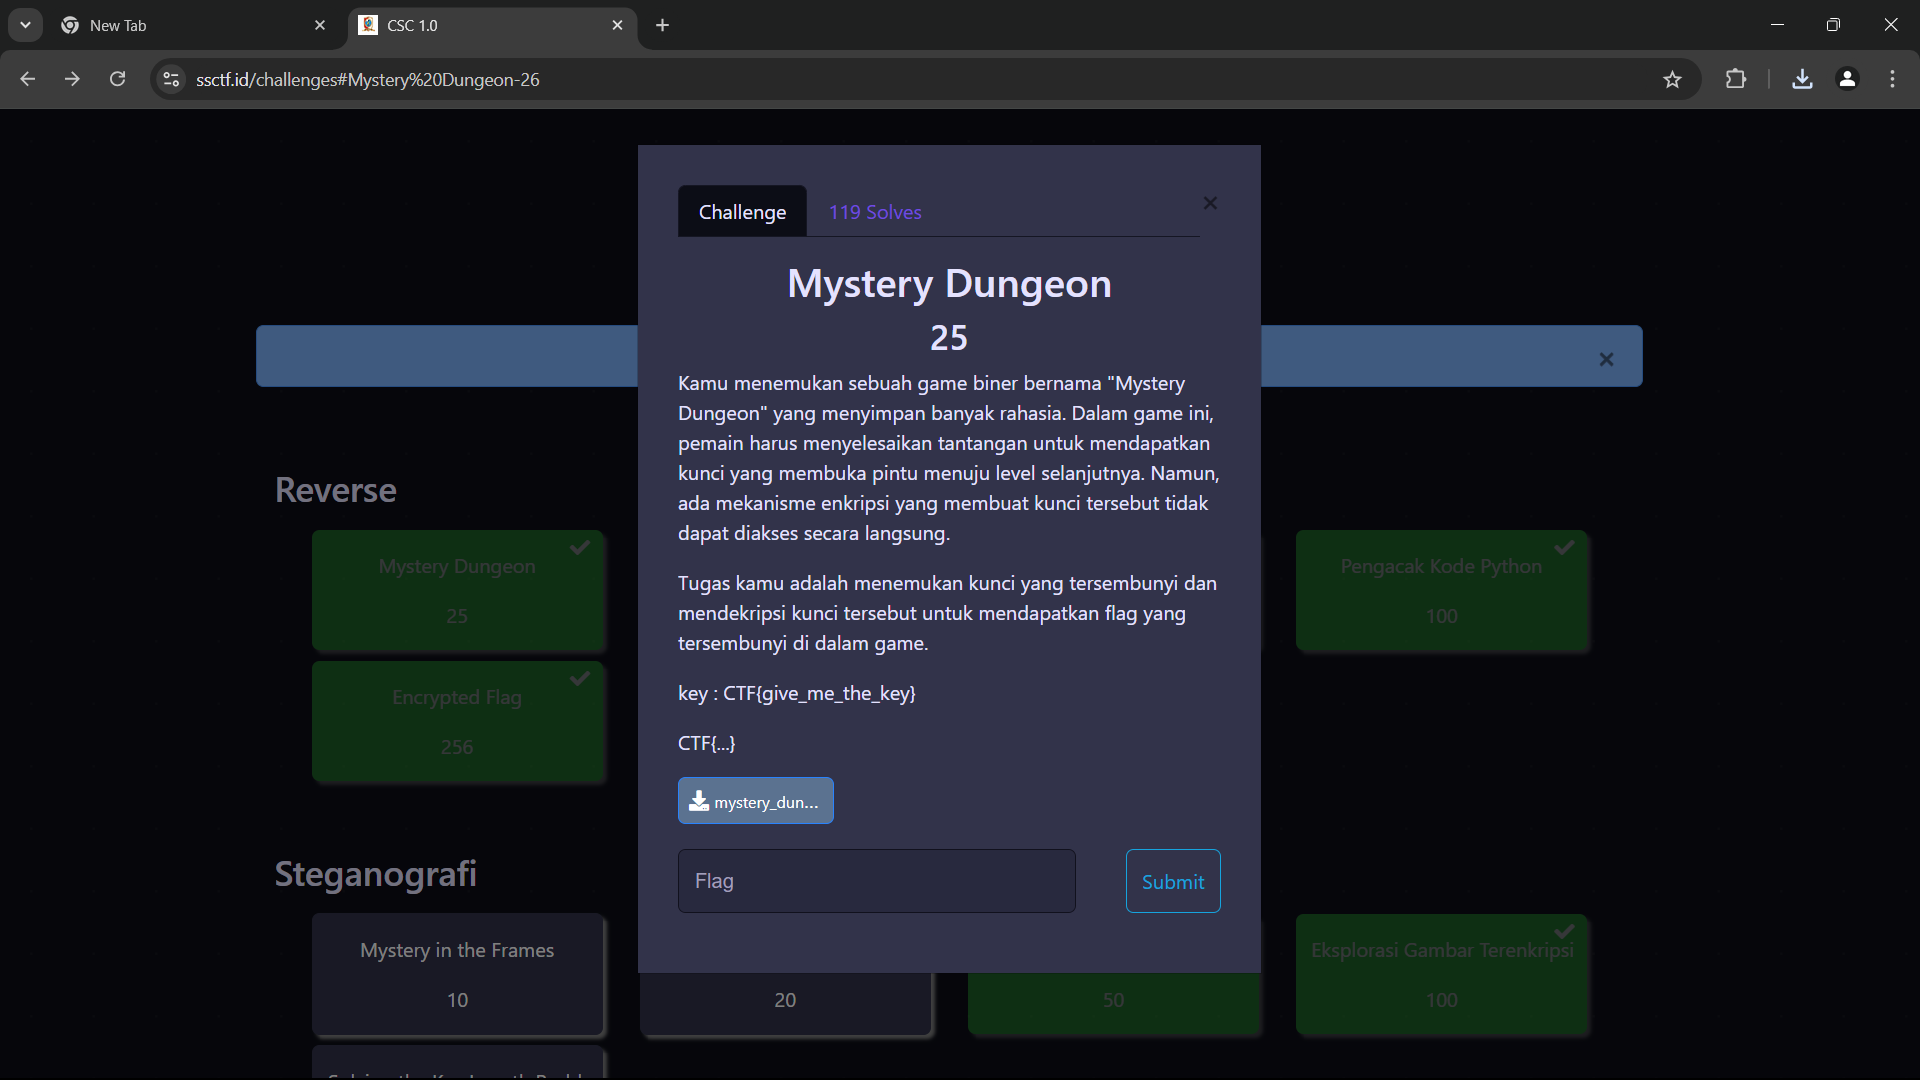 New Tab
CSC 1.0
ssctf.id/challenges#Mystery%20Dungeon-26
Challenge
119 Solves
Mystery Dungeon
25
Kamu menemukan sebuah game biner bernama "Mystery
Dungeon" yang menyimpan banyak rahasia. Dalam game ini,
pemain harus menyelesaikan tantangan untuk mendapatkan
kunci yang membuka pintu menuju level selanjutnya. Namun,
ada mekanisme enkripsi yang membuat kunci tersebut tidak
dapat diakses secara langsung.
Tugas kamu adalah menemukan kunci yang tersembunyi dan
mendekripsi kunci tersebut untuk mendapatkan flag yang
tersembunyi di dalam game.
key : CTF{give_me_the_key}
CTF{...}
mystery_dun...
Flag
Submit
Reverse
Mystery Dungeon
25
Pengacak Kode Python
100
Encrypted Flag
256
Steganografi
Mystery in the Frames
10
20
50
Eksplorasi Gambar Terenkripsi
100